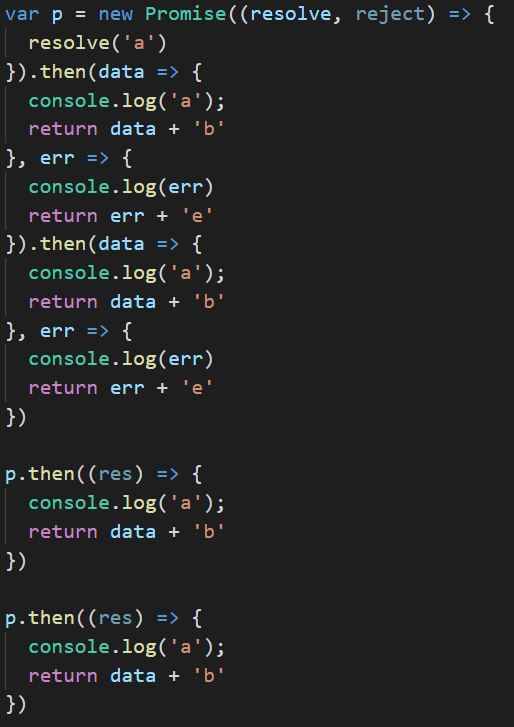 var p = new Promise((resolve, reject) => {
  resolve('a')
}).then(data => {
  console.log('a');
  return data + 'b'
}, err => {
  console.log(err)
  return err + 'e'
}).then(data => {
  console.log('a');
  return data + 'b'
}, err => {
  console.log(err)
  return err + 'e'
})

p.then((res) => {
  console.log('a');
  return data + 'b'
})

p.then((res) => {
  console.log('a');
  return data + 'b'
})